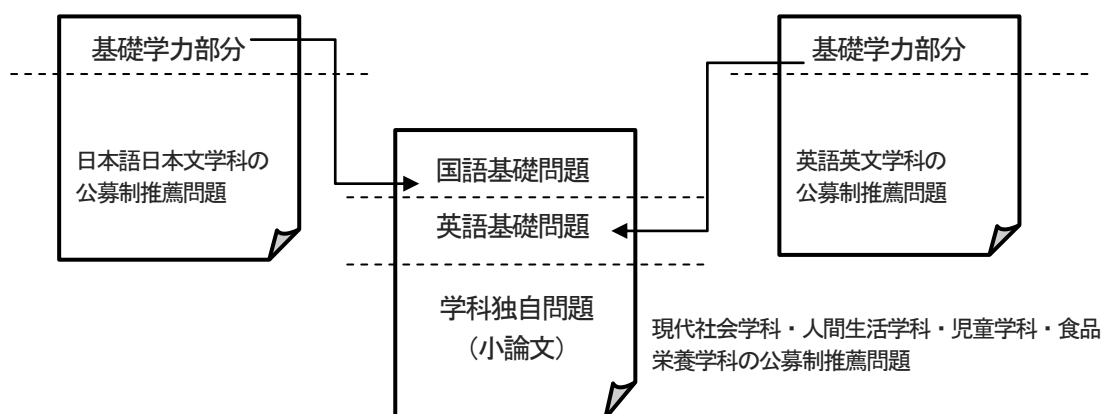 基礎学力部分
日本語日本文学科の
公募制推薦問題
基礎学力部分
英語英文学科の
公募制推薦問題
国語基礎問題
英語基礎問題
学科独自問題
（小論文）
現代社会学科・人間生活学科・児童学科・食品
栄養学科の公募制推薦問題